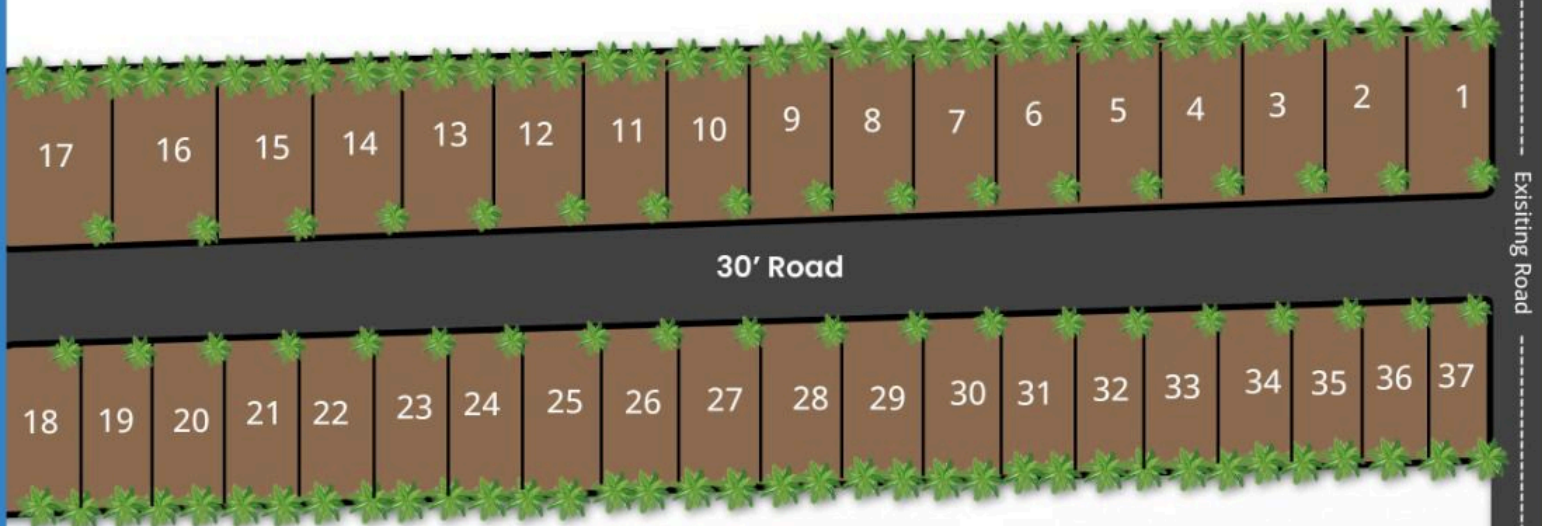 17 16 15 14 13 12 11 10 9 8 7 6 5 4 3 2 1
30’ Road
Exisiting Road
18 19 20 21 22 23 24 25 26 27 28 29 30 31 32 33 34 35 36 37